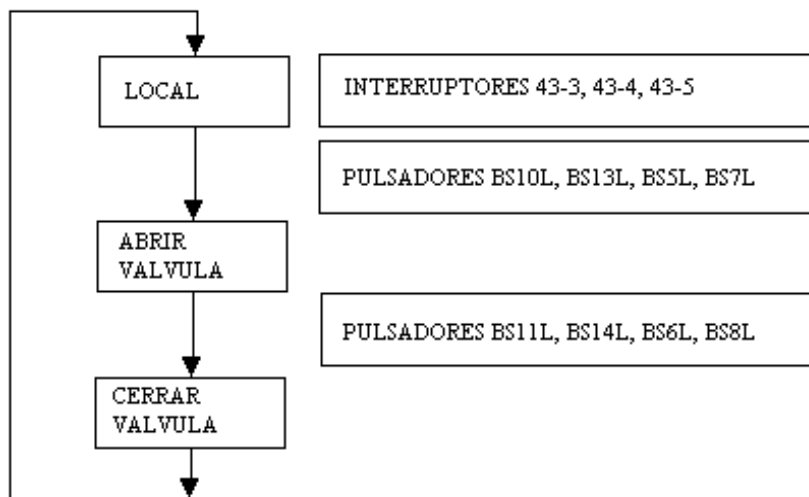 LOCAL
INTERRUPTORES 43-3, 43-4, 43-5
PULSADORES BS10L, BS13L, BS5L, BS7L
ABRIR
VALVULA
PULSADORES BS11L, BS14L, BS6L, BS8L
CERRAR
VALVULA